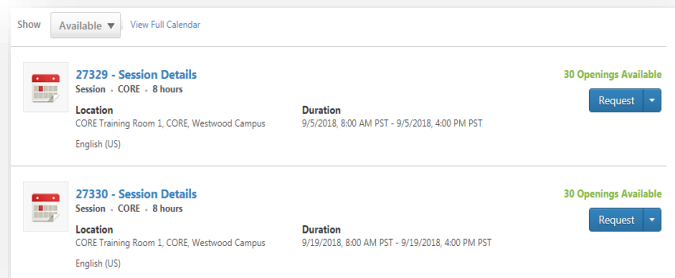 Show Available ▼ View Full Calendar
27329 - Session Details 30 Openings Available
Session • CORE • 8 hours Request
Location Duration
CORE Training Room 1, CORE, Westwood Campus 9/5/2018, 8:00 AM PST - 9/5/2018, 4:00 PM PST
English (US)
27330 - Session Details 30 Openings Available
Session • CORE • 8 hours Request
Location Duration
CORE Training Room 1, CORE, Westwood Campus 9/19/2018, 8:00 AM PST - 9/19/2018, 4:00 PM PST
English (US)